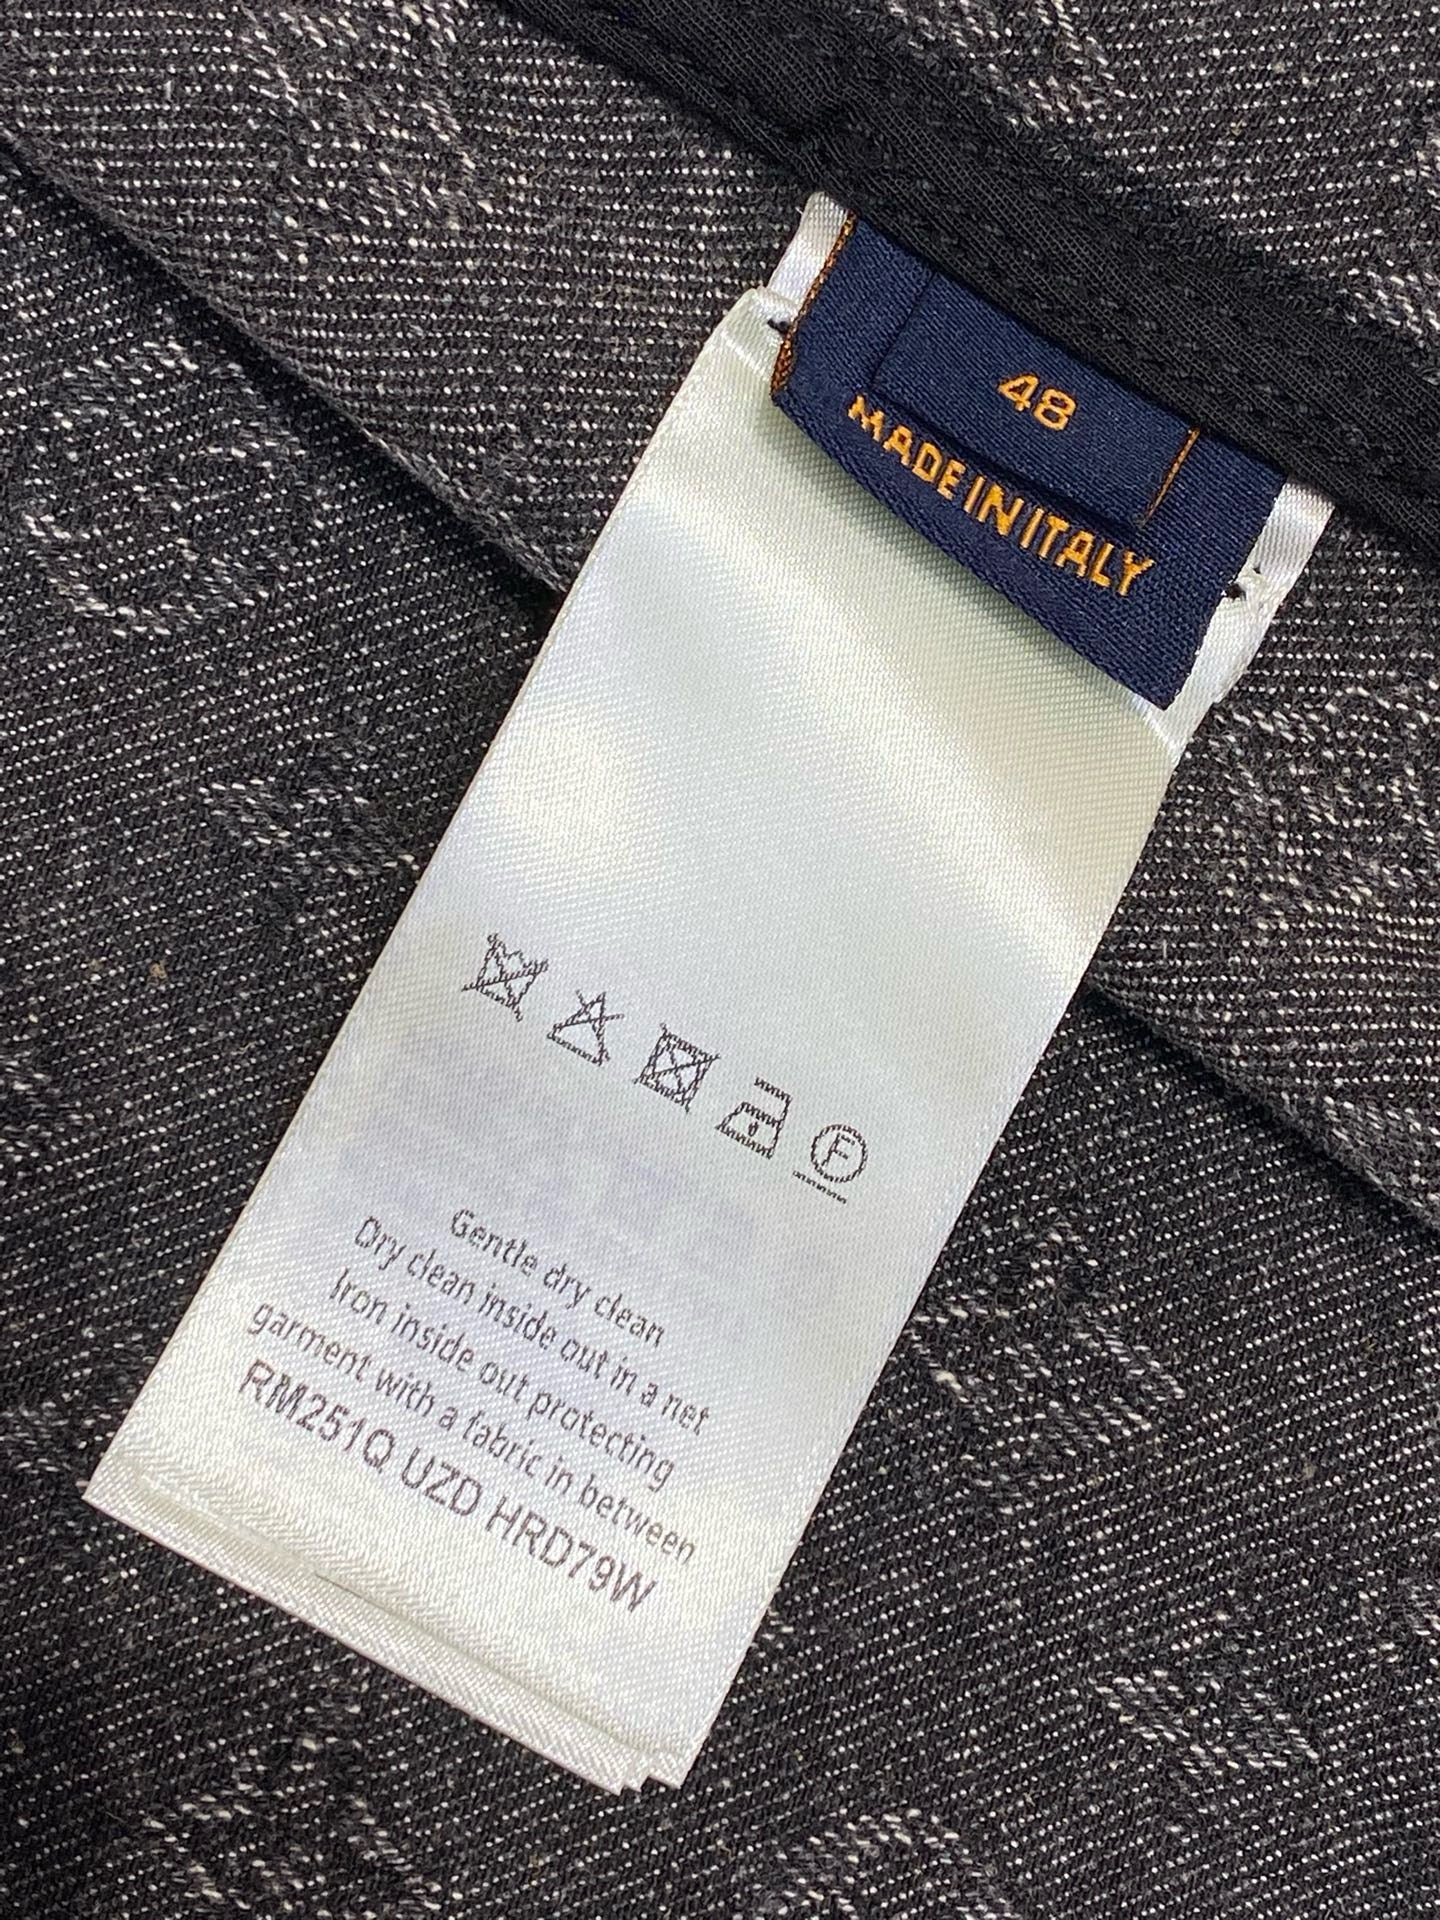 48
MADE IN ITALY
F
Gentle dry clean
Dry clean inside out in a net
Iron inside out protecting
garment with a fabric in between
RM251Q UZD HRD79W